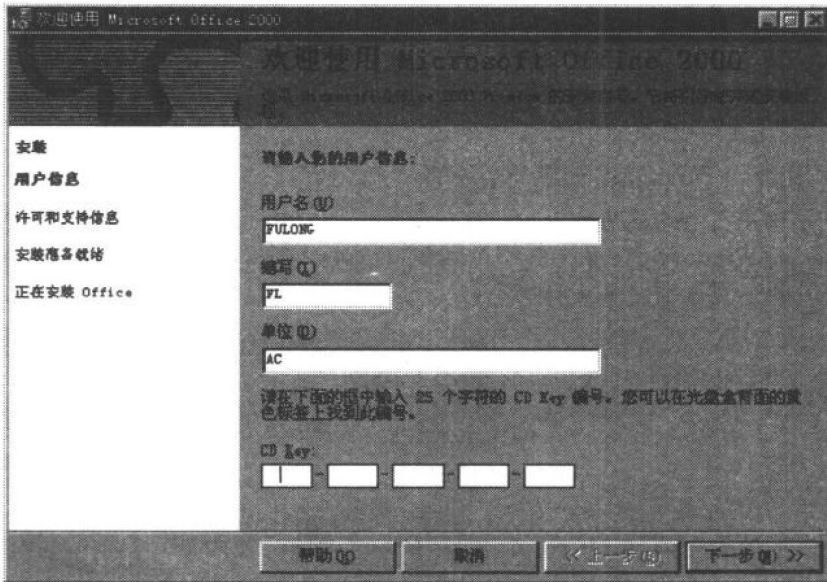 欢迎使用 Microsoft Office 2000
欢迎使用 Microsoft Office 2000
安装
用户信息
许可和支持信息
安装准备就绪
正在安装 Office
请输入您的用户信息:
用户名(U)
FULONG
缩写(I)
FL
单位(O)
AC
请在下面的框中输入 25 个字符的 CD Key 编号。您可以在光盘盒背面的黄
色标签上找到此编号。
CD Key:
- - - -
帮助(H)
取消
<< 上一步(B)
下一步(N) >>